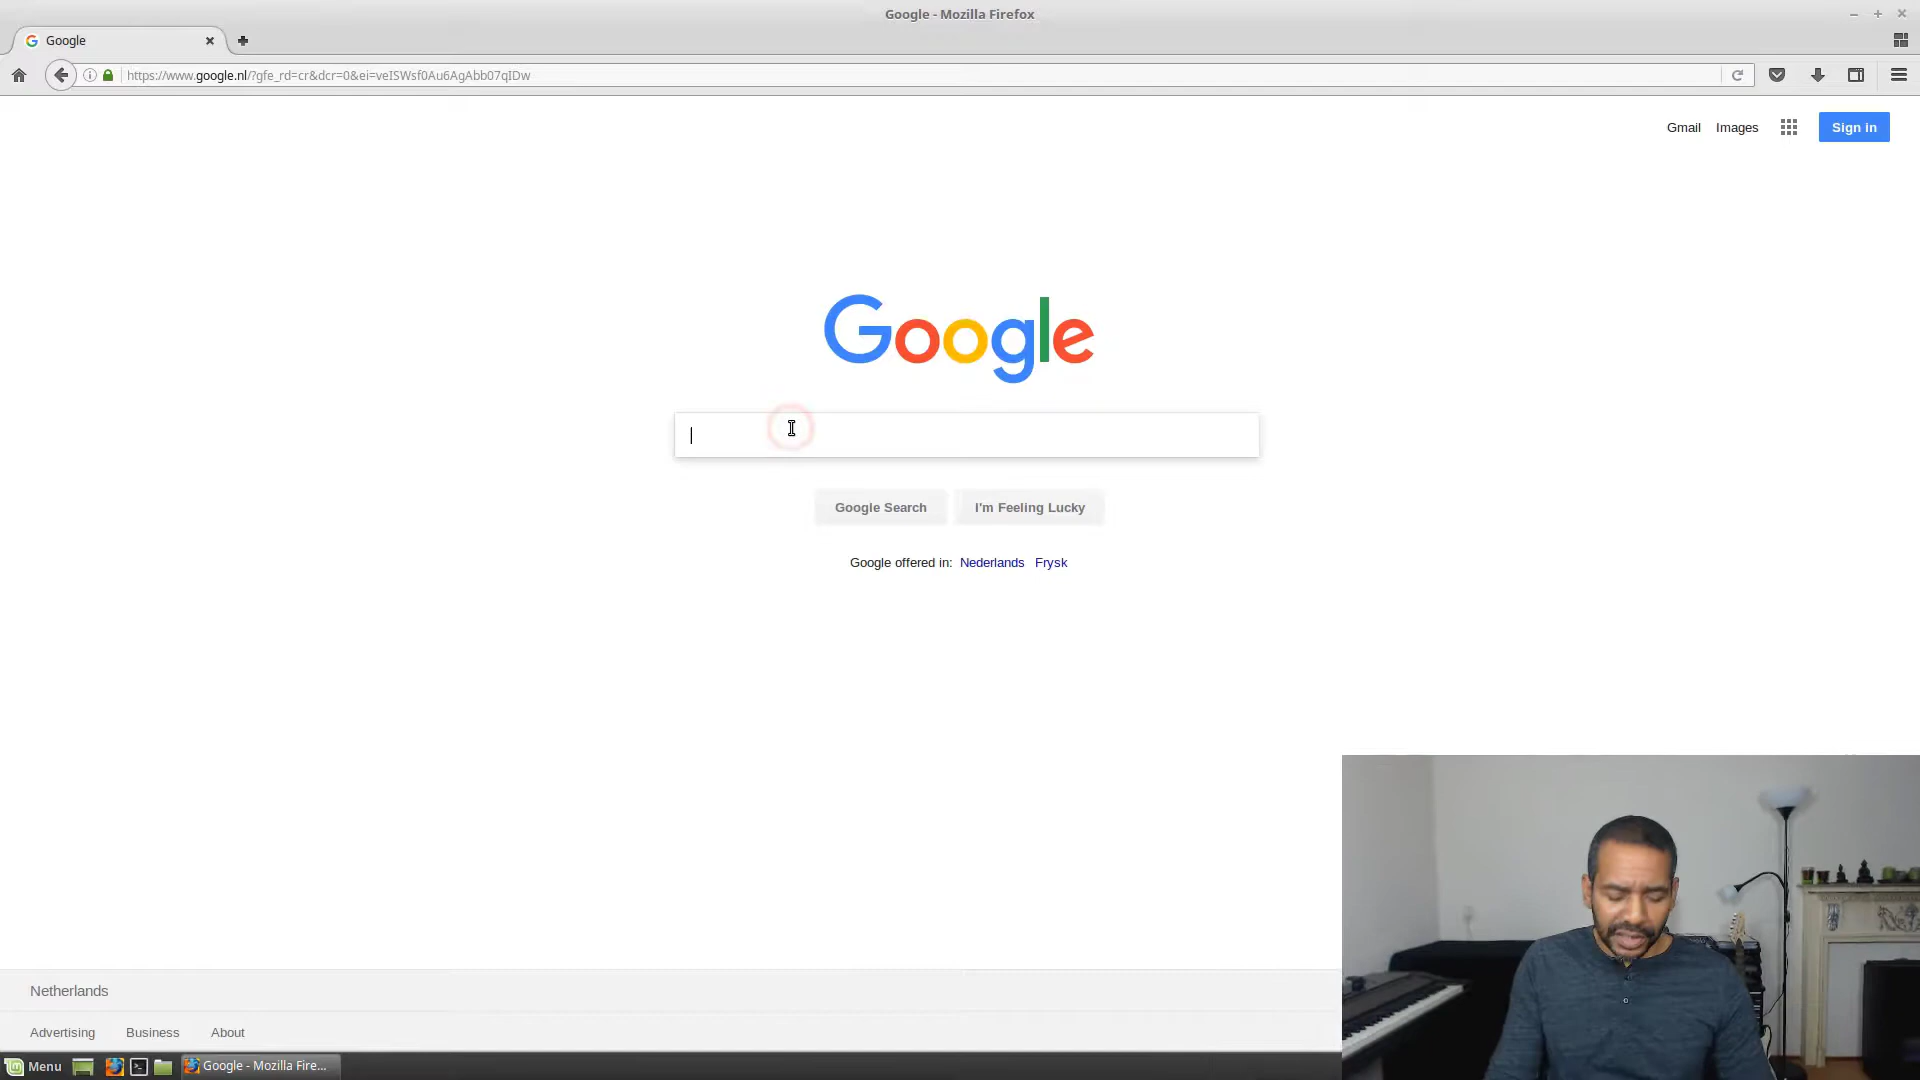 Google - Mozilla Firefox
Google
https://www.google.nl/?gfe_rd=cr&dcr=0&ei=veISWsf0Au6AgAbb07qIDw
Gmail Images Sign in
Google
Google Search I'm Feeling Lucky
Google offered in: Nederlands Frysk
Netherlands
Advertising Business About
Menu Google - Mozilla Fire...